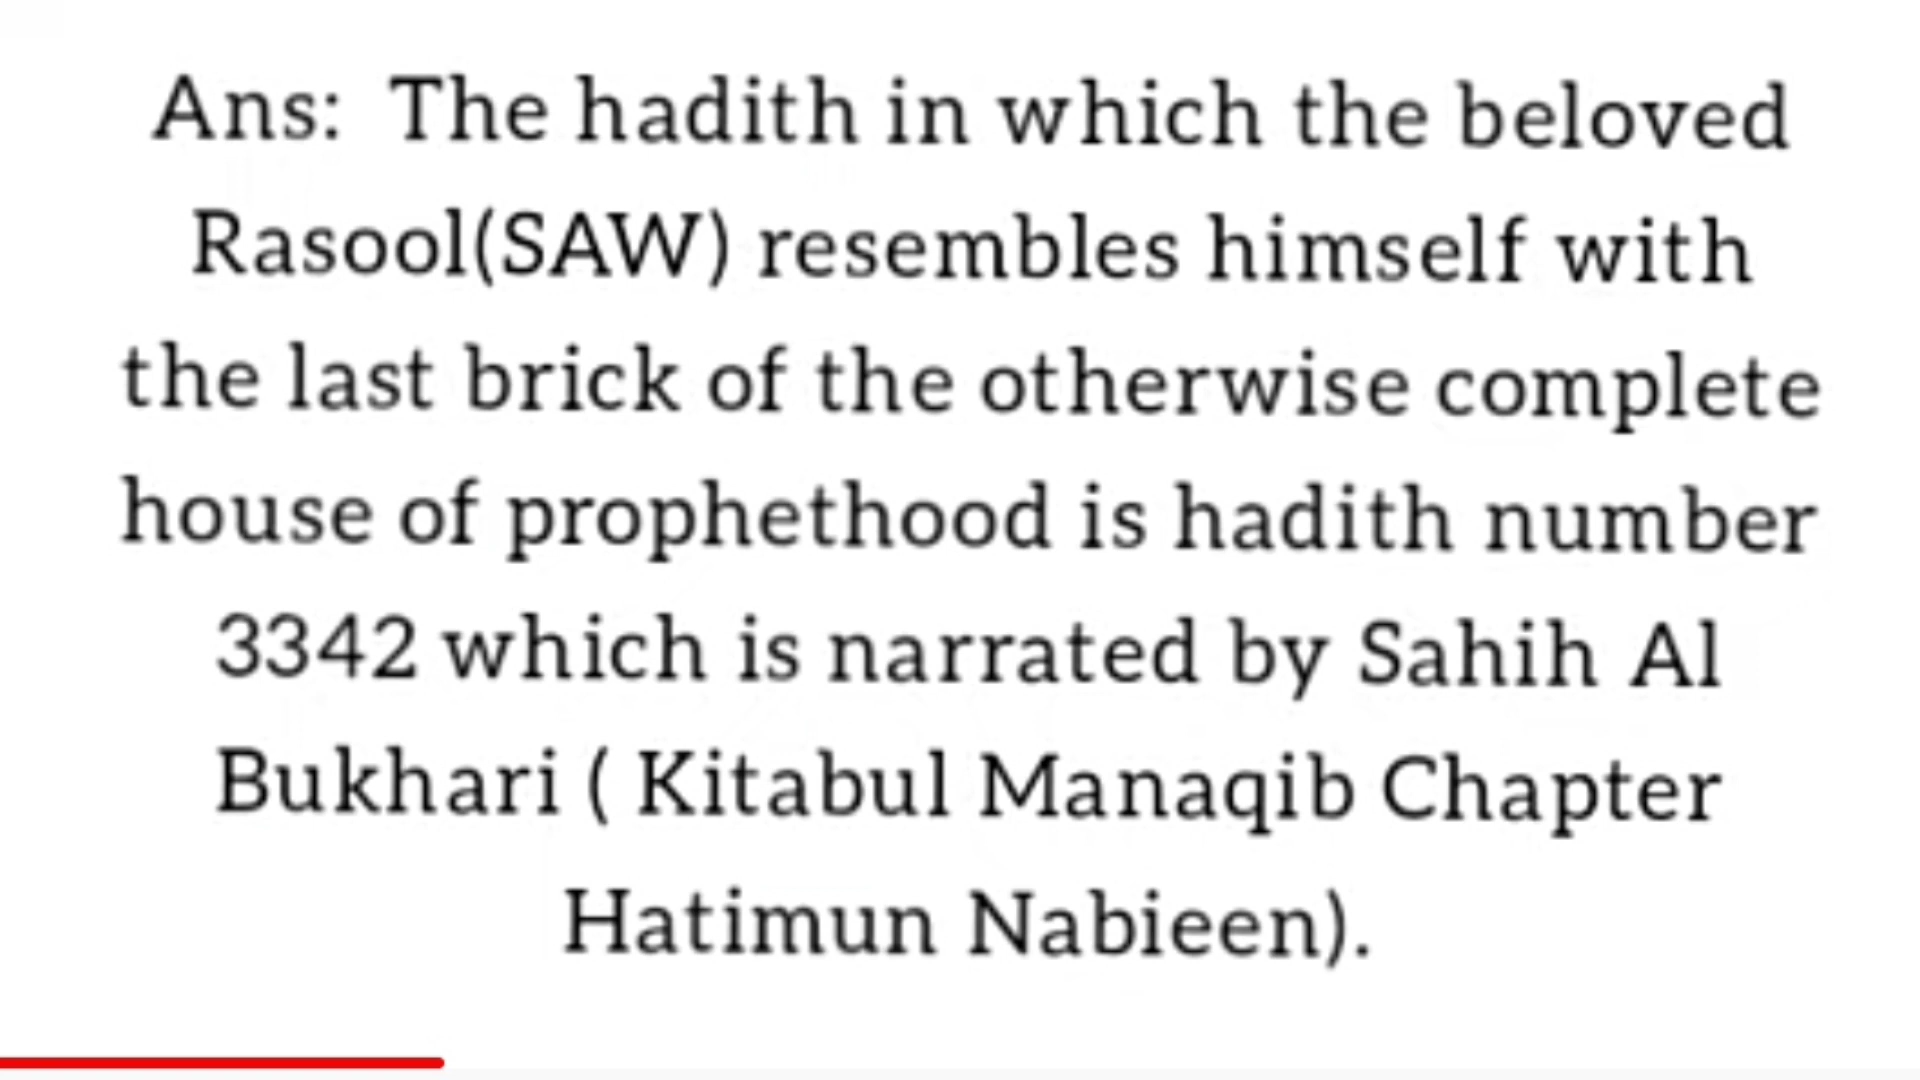 Ans: The hadith in which the beloved
Rasool(SAW) resembles himself with
the last brick of the otherwise complete
house of prophethood is hadith number
3342 which is narrated by Sahih Al
Bukhari ( Kitabul Manaqib Chapter
Hatimun Nabieen).